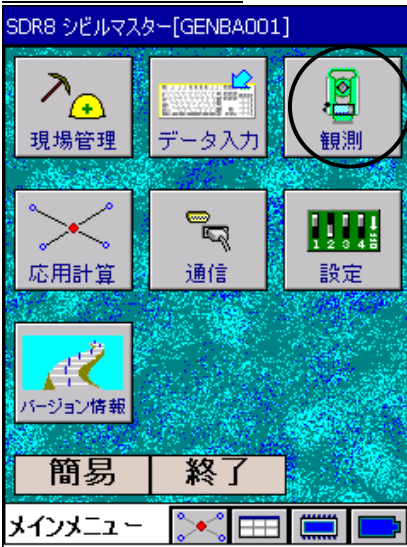 SDR8 シビルマスター[GENBA001]
現場管理 データ入力 観測
応用計算 通信 設定
1 2 3 4 OFF
バージョン情報
簡易 終了
メインメニュー